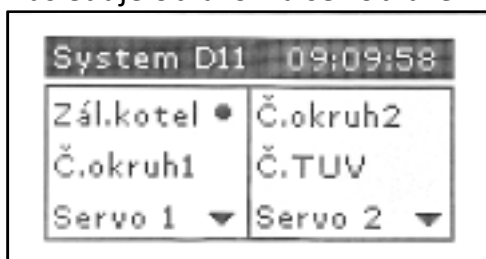 System D11 09:09:58
Zál.kotel ● Č.okruh2
Č.okruh1 Č.TUV
Servo 1 ▼ Servo 2 ▼